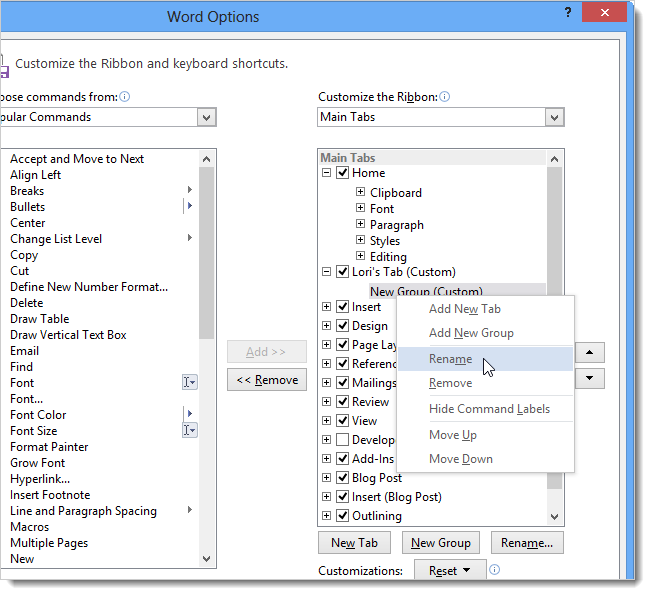 Word Options
?
Customize the Ribbon and keyboard shortcuts.
oose commands from:
Customize the Ribbon:
pular Commands
Main Tabs
Accept and Move to Next
Align Left
Breaks
Bullets
Center
Change List Level
Copy
Cut
Define New Number Format...
Delete
Draw Table
Draw Vertical Text Box
Email
Find
Font
Font...
Font Color
Font Size
Format Painter
Grow Font
Hyperlink...
Insert Footnote
Line and Paragraph Spacing
Macros
Multiple Pages
New
Add >>
<< Remove
Main Tabs
Home
Clipboard
Font
Paragraph
Styles
Editing
Lori's Tab (Custom)
New Group (Custom)
Insert
Design
Page Lay
Referenc
Mailings
Review
View
Develop
Add-Ins
Blog Post
Insert (Blog Post)
Outlining
Add New Tab
Add New Group
Rename
Remove
Hide Command Labels
Move Up
Move Down
New Tab
New Group
Rename...
Customizations:
Reset